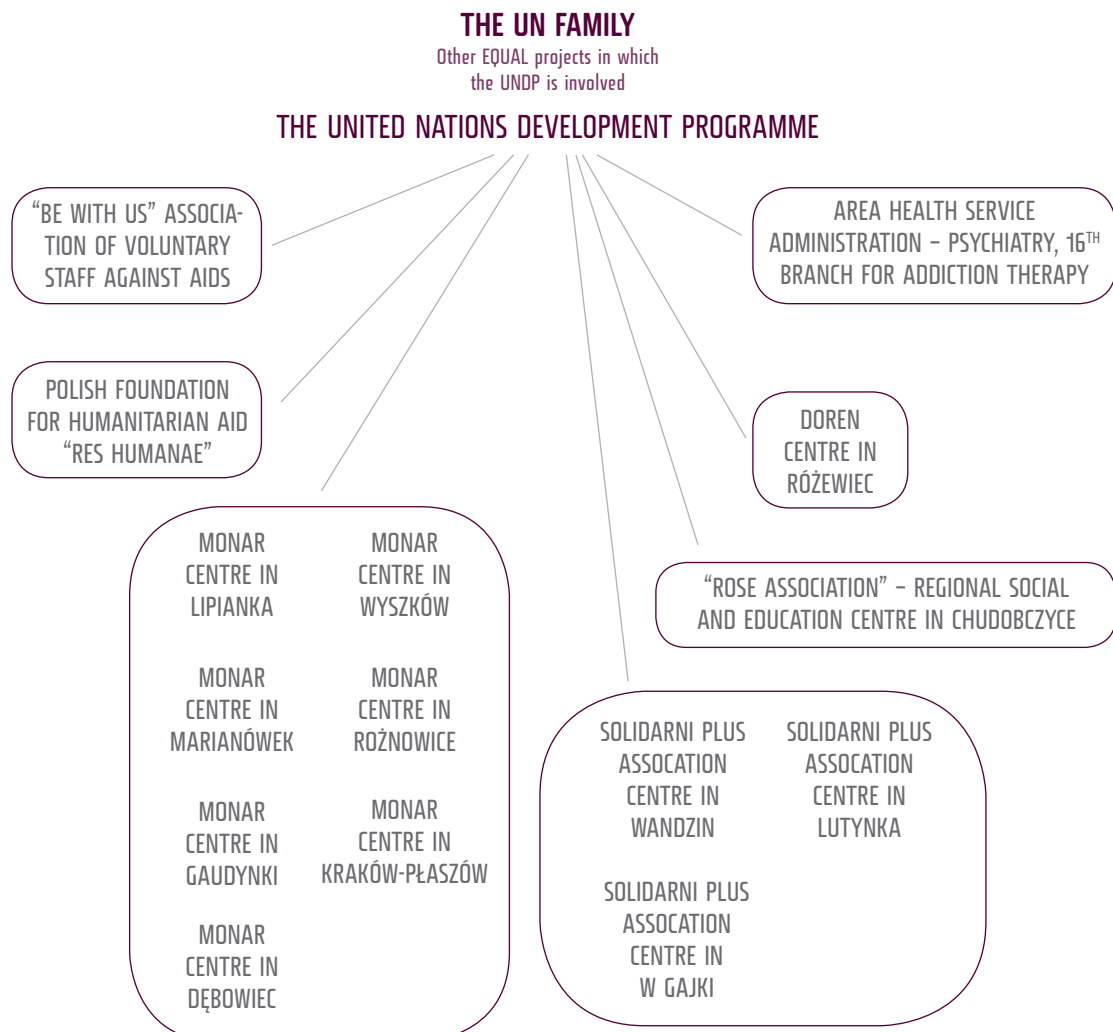 THE UN FAMILY
Other EQUAL projects in which
the UNDP is involved
THE UNITED NATIONS DEVELOPMENT PROGRAMME
“BE WITH US” ASSOCIA-
TION OF VOLUNTARY
STAFF AGAINST AIDS
AREA HEALTH SERVICE
ADMINISTRATION – PSYCHIATRY, 16TH
BRANCH FOR ADDICTION THERAPY
POLISH FOUNDATION
FOR HUMANITARIAN AID
“RES HUMANAE”
DOREN
CENTRE IN
RÓŻEWIEC
MONAR
CENTRE IN
LIPIANKA
MONAR
CENTRE IN
WYSZKÓW
“ROSE ASSOCIATION” – REGIONAL SOCIAL
AND EDUCATION CENTRE IN CHUDOBCZYCE
MONAR
CENTRE IN
MARIANÓWEK
MONAR
CENTRE IN
ROŻNOWICE
MONAR
CENTRE IN
GAUDYNKI
MONAR
CENTRE IN
KRAKÓW-PŁASZÓW
MONAR
CENTRE IN
DĘBOWIEC
SOLIDARNI PLUS
ASSOCATION
CENTRE IN
WANDZIN
SOLIDARNI PLUS
ASSOCATION
CENTRE IN
LUTYNKA
SOLIDARNI PLUS
ASSOCATION
CENTRE IN
W GAJKI